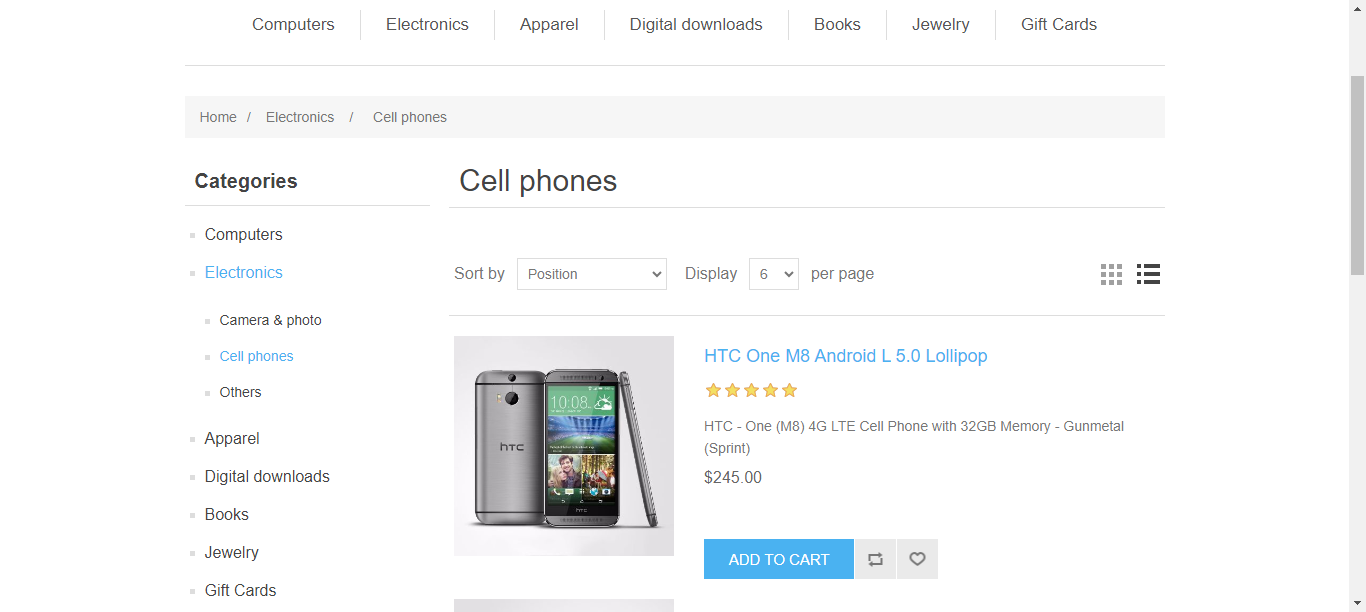 Computers Electronics Apparel Digital downloads Books Jewelry Gift Cards
Home / Electronics / Cell phones
Categories
Computers
Electronics
Camera & photo
Cell phones
Others
Apparel
Digital downloads
Books
Jewelry
Gift Cards
Cell phones
Sort by Position Display 6 per page
hTC
10:08
hTC
HTC One M8 Android L 5.0 Lollipop
HTC - One (M8) 4G LTE Cell Phone with 32GB Memory - Gunmetal
(Sprint)
$245.00
ADD TO CART